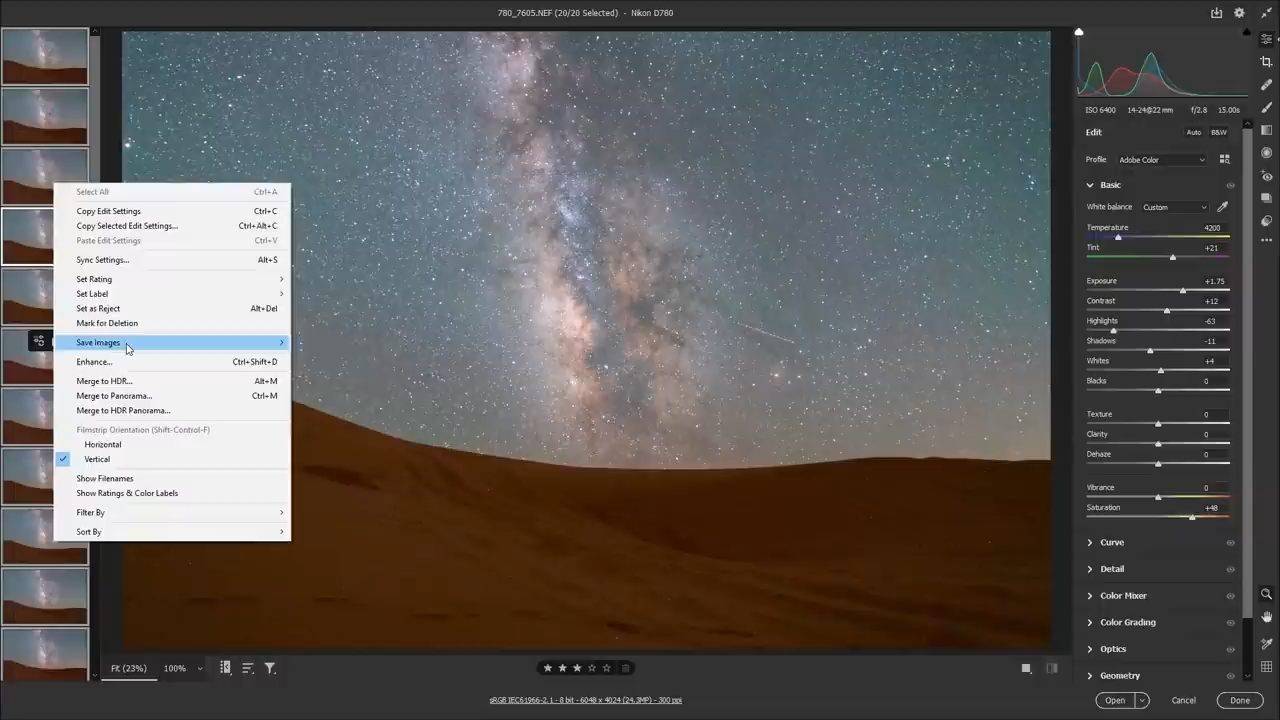 780_7605.NEF (20/20 Selected) - Nikon D780
ISO 6400 14-24@22 mm f/2.8 15.00s
Edit Auto B&W
Profile Adobe Color
Basic
White balance Custom
Temperature 4200
Tint +21
Exposure +1.75
Contrast +12
Highlights -63
Shadows -11
Whites +4
Blacks 0
Texture 0
Clarity 0
Dehaze 0
Vibrance 0
Saturation +48
Curve
Detail
Color Mixer
Color Grading
Optics
Geometry
Select All Ctrl+A
Copy Edit Settings Ctrl+C
Copy Selected Edit Settings... Ctrl+Alt+C
Paste Edit Settings Ctrl+V
Sync Settings... Alt+S
Set Rating
Set Label
Set as Reject Alt+Del
Mark for Deletion
Save Images
Enhance... Ctrl+Shift+D
Merge to HDR... Alt+M
Merge to Panorama... Ctrl+M
Merge to HDR Panorama...
Filmstrip Orientation (Shift-Control-F)
Horizontal
Vertical
Show Filenames
Show Ratings & Color Labels
Filter By
Sort By
Fit (23%) 100%
sRGB IEC61966-2.1 - 8 bit - 6048 x 4024 (24.3MP) - 300 ppi
Open Cancel Done